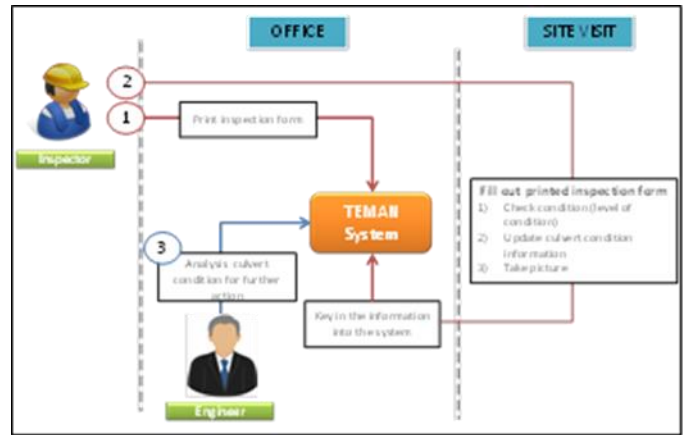 OFFICE
SITE VISIT
2
1
Print inspection form
Inspector
Fill out printed inspection form
1) Check condition (level of
condition)
2) Update culvert condition
information
3) Take picture
TEMAN
System
3
Analysis culvert
condition for further
action
Key in the information
into the system
Engineer